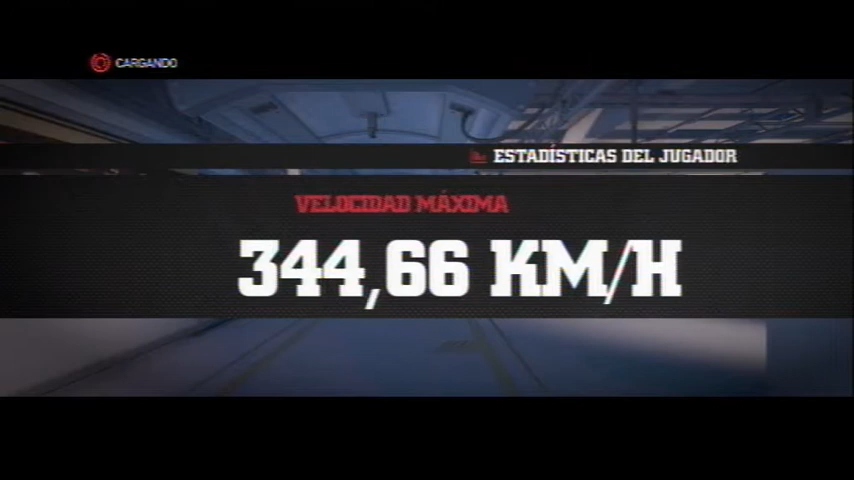 CARGANDO
ESTADÍSTICAS DEL JUGADOR
VELOCIDAD MÁXIMA
344,66 KM/H